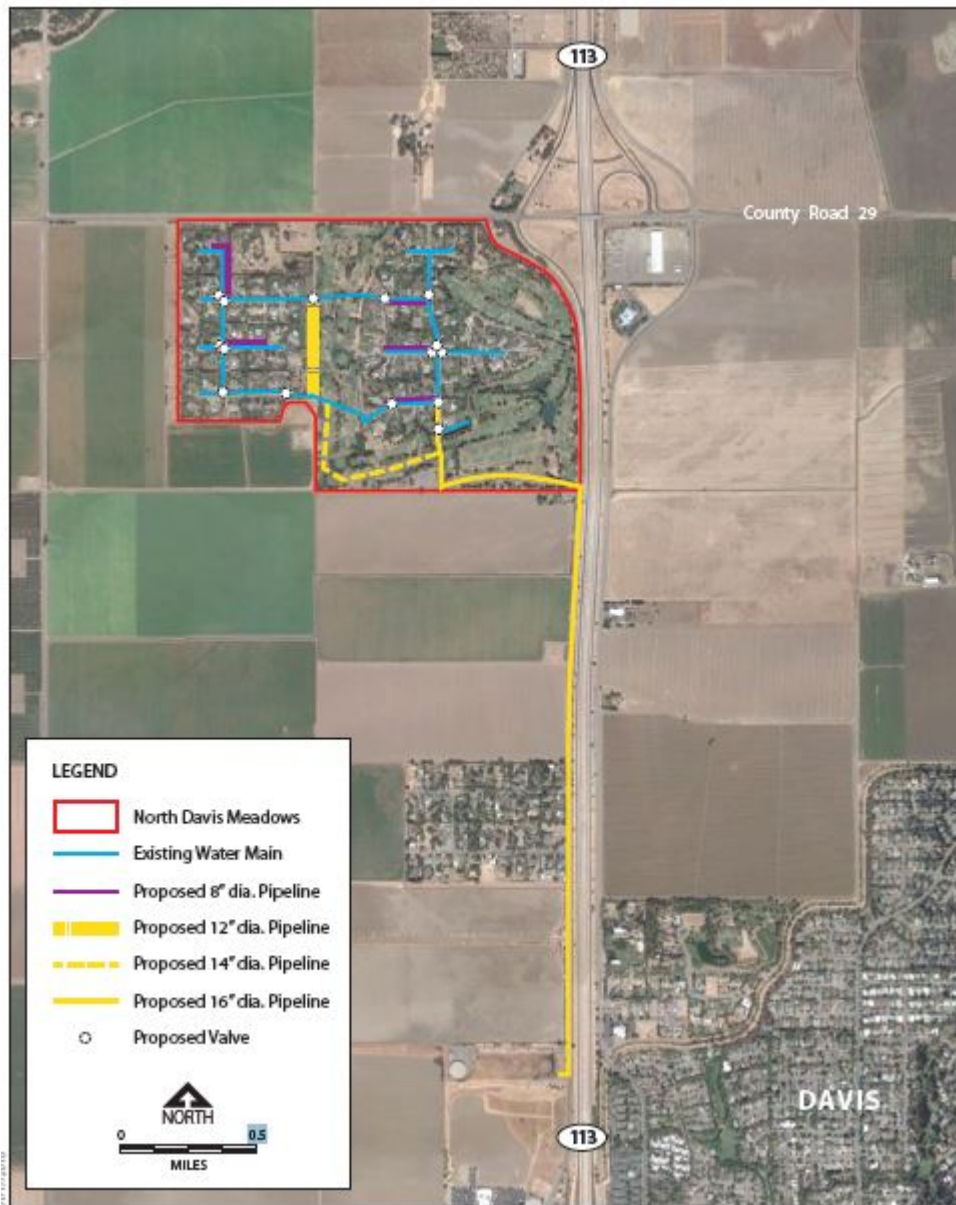 113
County Road 29
LEGEND
North Davis Meadows
Existing Water Main
Proposed 8" dia. Pipeline
Proposed 12" dia. Pipeline
Proposed 14" dia. Pipeline
Proposed 16" dia. Pipeline
Proposed Valve
NORTH
0 0.5
MILES
DAVIS
113